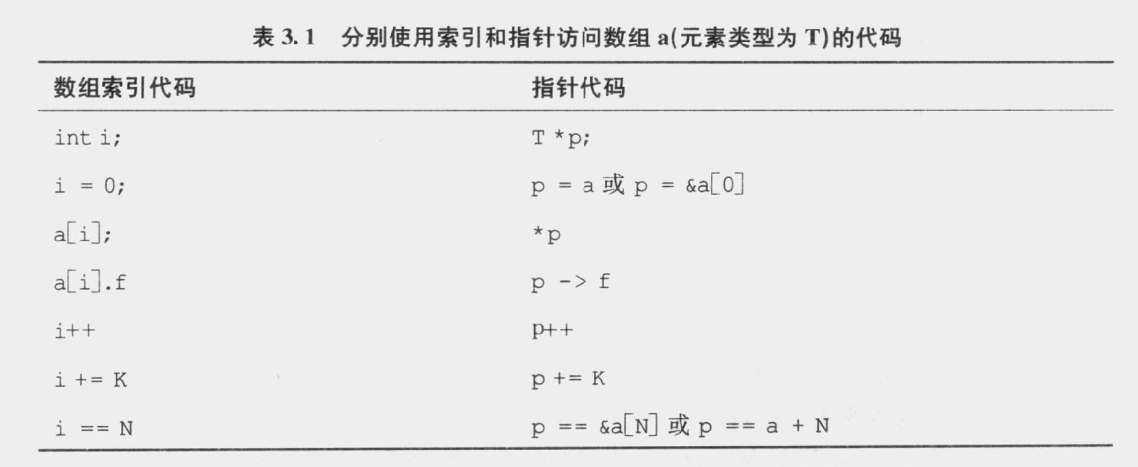 表 3.1 分别使用索引和指针访问数组 a(元素类型为 T)的代码
数组索引代码 指针代码
int i; T *p;
i = 0; p = a 或 p = &a[0]
a[i]; *p
a[i].f p -> f
i++ p++
i += K p += K
i == N p == &a[N] 或 p == a + N